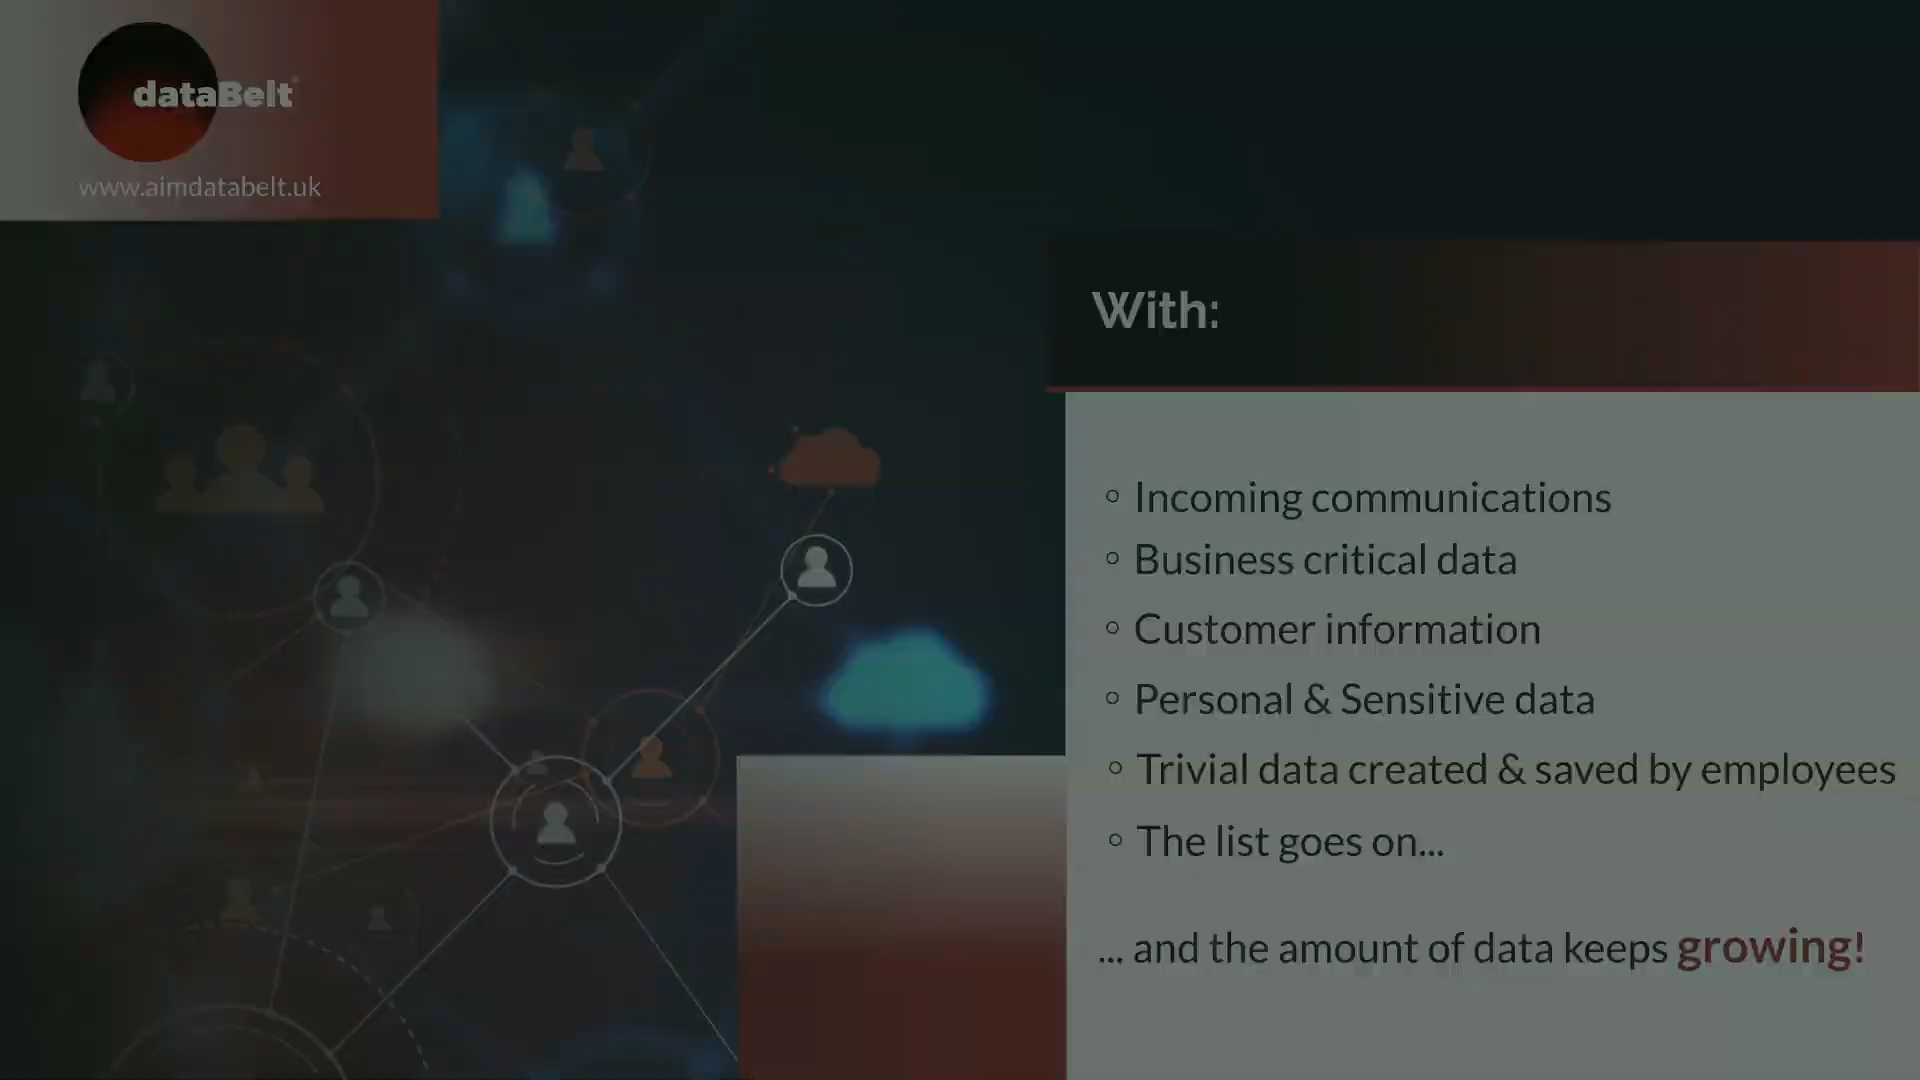 dataBelt
www.aimdatabelt.uk
With:
◦ Incoming communications
◦ Business critical data
◦ Customer information
◦ Personal & Sensitive data
◦ Trivial data created & saved by employees
◦ The list goes on...
... and the amount of data keeps growing!